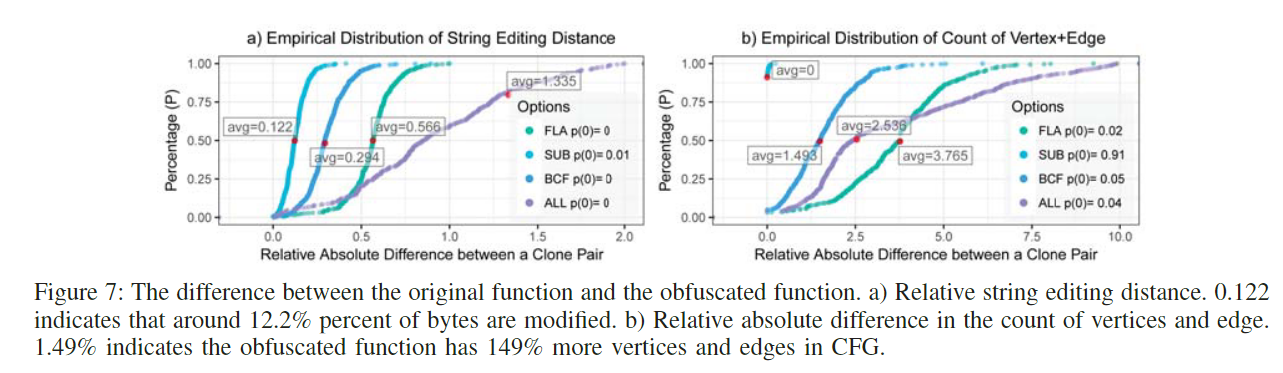 a) Empirical Distribution of String Editing Distance
Percentage (P)
1.00
0.75
0.50
0.25
0.00
avg=0.122
avg=0.294
avg=0.566
avg=1.335
Options
FLA p(0)= 0
SUB p(0)= 0.01
BCF p(0)= 0
ALL p(0)= 0
0.0 0.5 1.0 1.5 2.0
Relative Absolute Difference between a Clone Pair
b) Empirical Distribution of Count of Vertex+Edge
Percentage (P)
1.00
0.75
0.50
0.25
0.00
avg=0
avg=2.536
avg=1.493
avg=3.765
Options
FLA p(0)= 0.02
SUB p(0)= 0.91
BCF p(0)= 0.05
ALL p(0)= 0.04
0.0 2.5 5.0 7.5 10.0
Relative Absolute Difference between a Clone Pair
Figure 7: The difference between the original function and the obfuscated function. a) Relative string editing distance. 0.122
indicates that around 12.2% percent of bytes are modified. b) Relative absolute difference in the count of vertices and edge.
1.49% indicates the obfuscated function has 149% more vertices and edges in CFG.